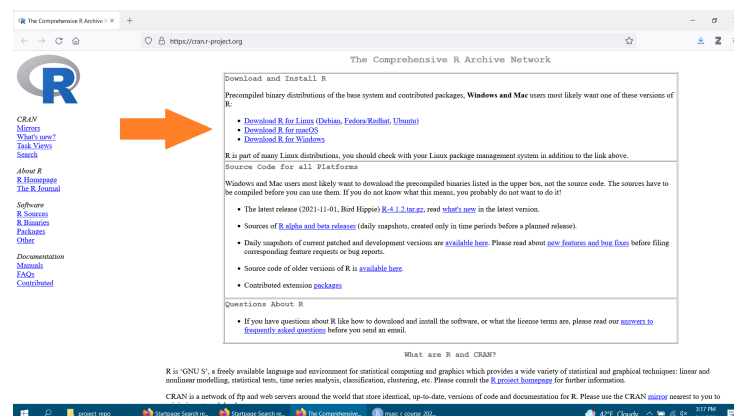 The Comprehensive R Archive N
https://cran.r-project.org
The Comprehensive R Archive Network
R
CRAN
Mirrors
What's new?
Task Views
Search
About R
R Homepage
The R Journal
Software
R Sources
R Binaries
Packages
Other
Documentation
Manuals
FAQs
Contributed
Download and Install R
Precompiled binary distributions of the base system and contributed packages, Windows and Mac users most likely want one of these versions of
R:
Download R for Linux (Debian, Fedora/Redhat, Ubuntu)
Download R for macOS
Download R for Windows
R is part of many Linux distributions, you should check with your Linux package management system in addition to the link above.
Source Code for all Platforms
Windows and Mac users most likely want to download the precompiled binaries listed in the upper box, not the source code. The sources have to
be compiled before you can use them. If you do not know what this means, you probably do not want to do it!
The latest release (2021-11-01, Bird Hippie) R-4.1.2.tar.gz, read what's new in the latest version.
Sources of R alpha and beta releases (daily snapshots, created only in time periods before a planned release).
Daily snapshots of current patched and development versions are available here. Please read about new features and bug fixes before filing
corresponding feature requests or bug reports.
Source code of older versions of R is available here.
Contributed extension packages
Questions About R
If you have questions about R like how to download and install the software, or what the license terms are, please read our answers to
frequently asked questions before you send an email.
What are R and CRAN?
R is 'GNU S', a freely available language and environment for statistical computing and graphics which provides a wide variety of statistical and graphical techniques: linear and
nonlinear modelling, statistical tests, time series analysis, classification, clustering, etc. Please consult the R project homepage for further information.
CRAN is a network of ftp and web servers around the world that store identical, up-to-date, versions of code and documentation for R. Please use the CRAN mirror nearest to you to
project repo
Startpage Search re...
Startpage Search re...
The Comprehensive...
musc r course 202...
42°F Cloudy
3:17 PM